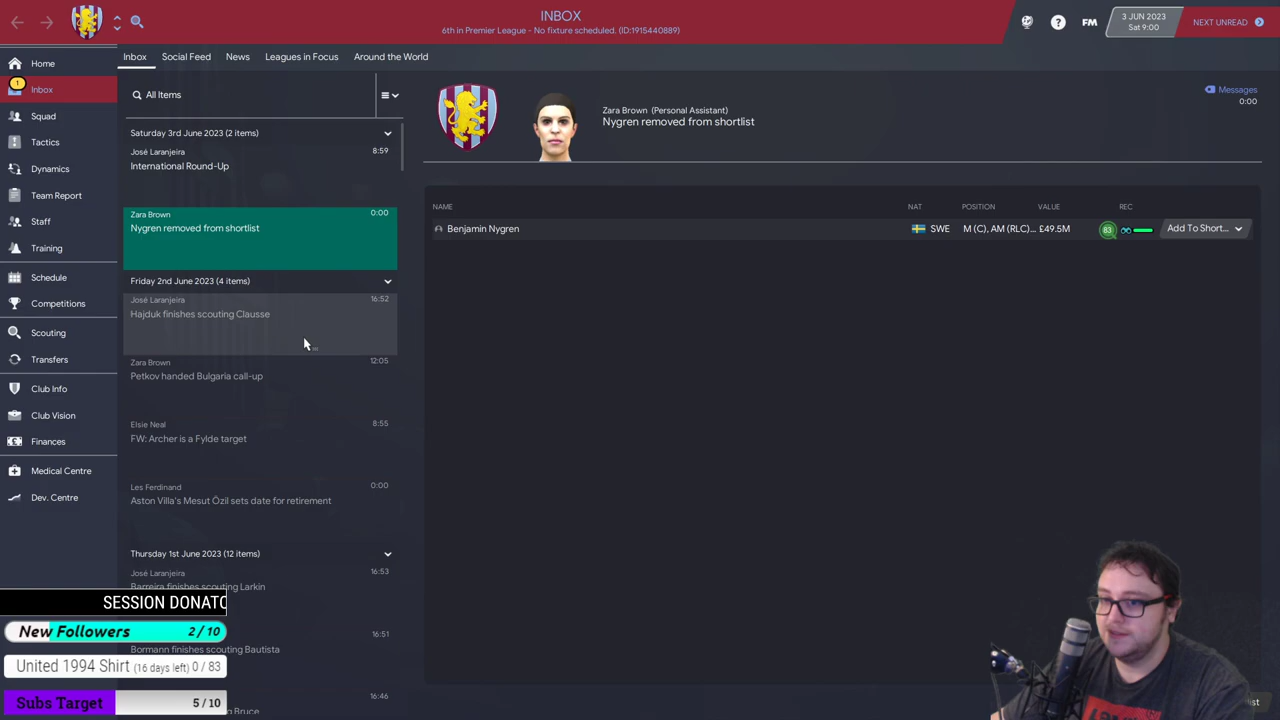 INBOX
6th in Premier League - No fixture scheduled. (ID:1915440889)
FM
3 JUN 2023
Sat 9:00
NEXT UNREAD
Home
1
Inbox
Squad
Tactics
Dynamics
Team Report
Staff
Training
Schedule
Competitions
Scouting
Transfers
Club Info
Club Vision
Finances
Medical Centre
Dev. Centre
Inbox
Social Feed
News
Leagues in Focus
Around the World
All Items
Saturday 3rd June 2023 (2 items)
José Laranjeira
8:59
International Round-Up
Zara Brown
0:00
Nygren removed from shortlist
Friday 2nd June 2023 (4 items)
José Laranjeira
16:52
Hajduk finishes scouting Clausse
Zara Brown
12:05
Petkov handed Bulgaria call-up
Elsie Neal
8:55
FW: Archer is a Fylde target
Les Ferdinand
0:00
Aston Villa's Mesut Özil sets date for retirement
Thursday 1st June 2023 (12 items)
José Laranjeira
16:53
Barreira finishes scouting Larkin
16:51
Bormann finishes scouting Bautista
16:46
Bruce
Zara Brown (Personal Assistant)
Nygren removed from shortlist
Messages
0:00
NAME
NAT
POSITION
VALUE
REC
Benjamin Nygren
SWE
M (C), AM (RLC)...
£49.5M
83
Add To Short...
SESSION DONATO
New Followers
2 / 10
United 1994 Shirt (16 days left) 0 / 83
Subs Target
5 / 10